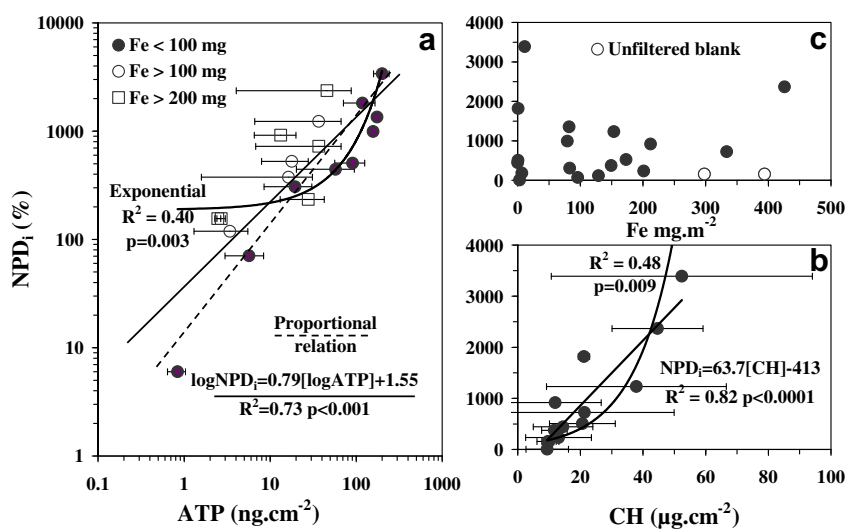 a
Fe < 100 mg
Fe > 100 mg
Fe > 200 mg
10000
1000
100
10
1
NPDi (%)
Exponential
R² = 0.40
p=0.003
Proportional
relation
logNPDi=0.79[logATP]+1.55
R²=0.73 p<0.001
0.1 1 10 100 1000
ATP (ng.cm-2)
c
Unfiltered blank
4000
3000
2000
1000
0
0 100 200 300 400 500
Fe mg.m-2
b
R² = 0.48
p=0.009
NPDi=63.7[CH]-413
R² = 0.82 p<0.0001
4000
3000
2000
1000
0
0 20 40 60 80 100
CH (µg.cm-2)